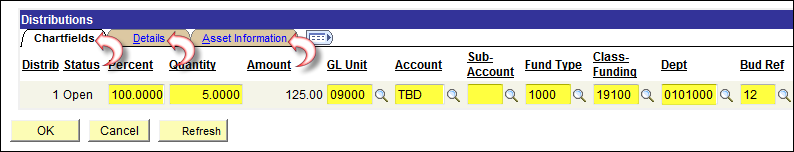 Distributions
Chartfields Details Asset Information
Distrib Status Percent Quantity Amount GL Unit Account Sub-Account Fund Type Class-Funding Dept Bud Ref
1 Open 100.0000 5.0000 125.00 09000 TBD 1000 19100 0101000 12
OK Cancel Refresh